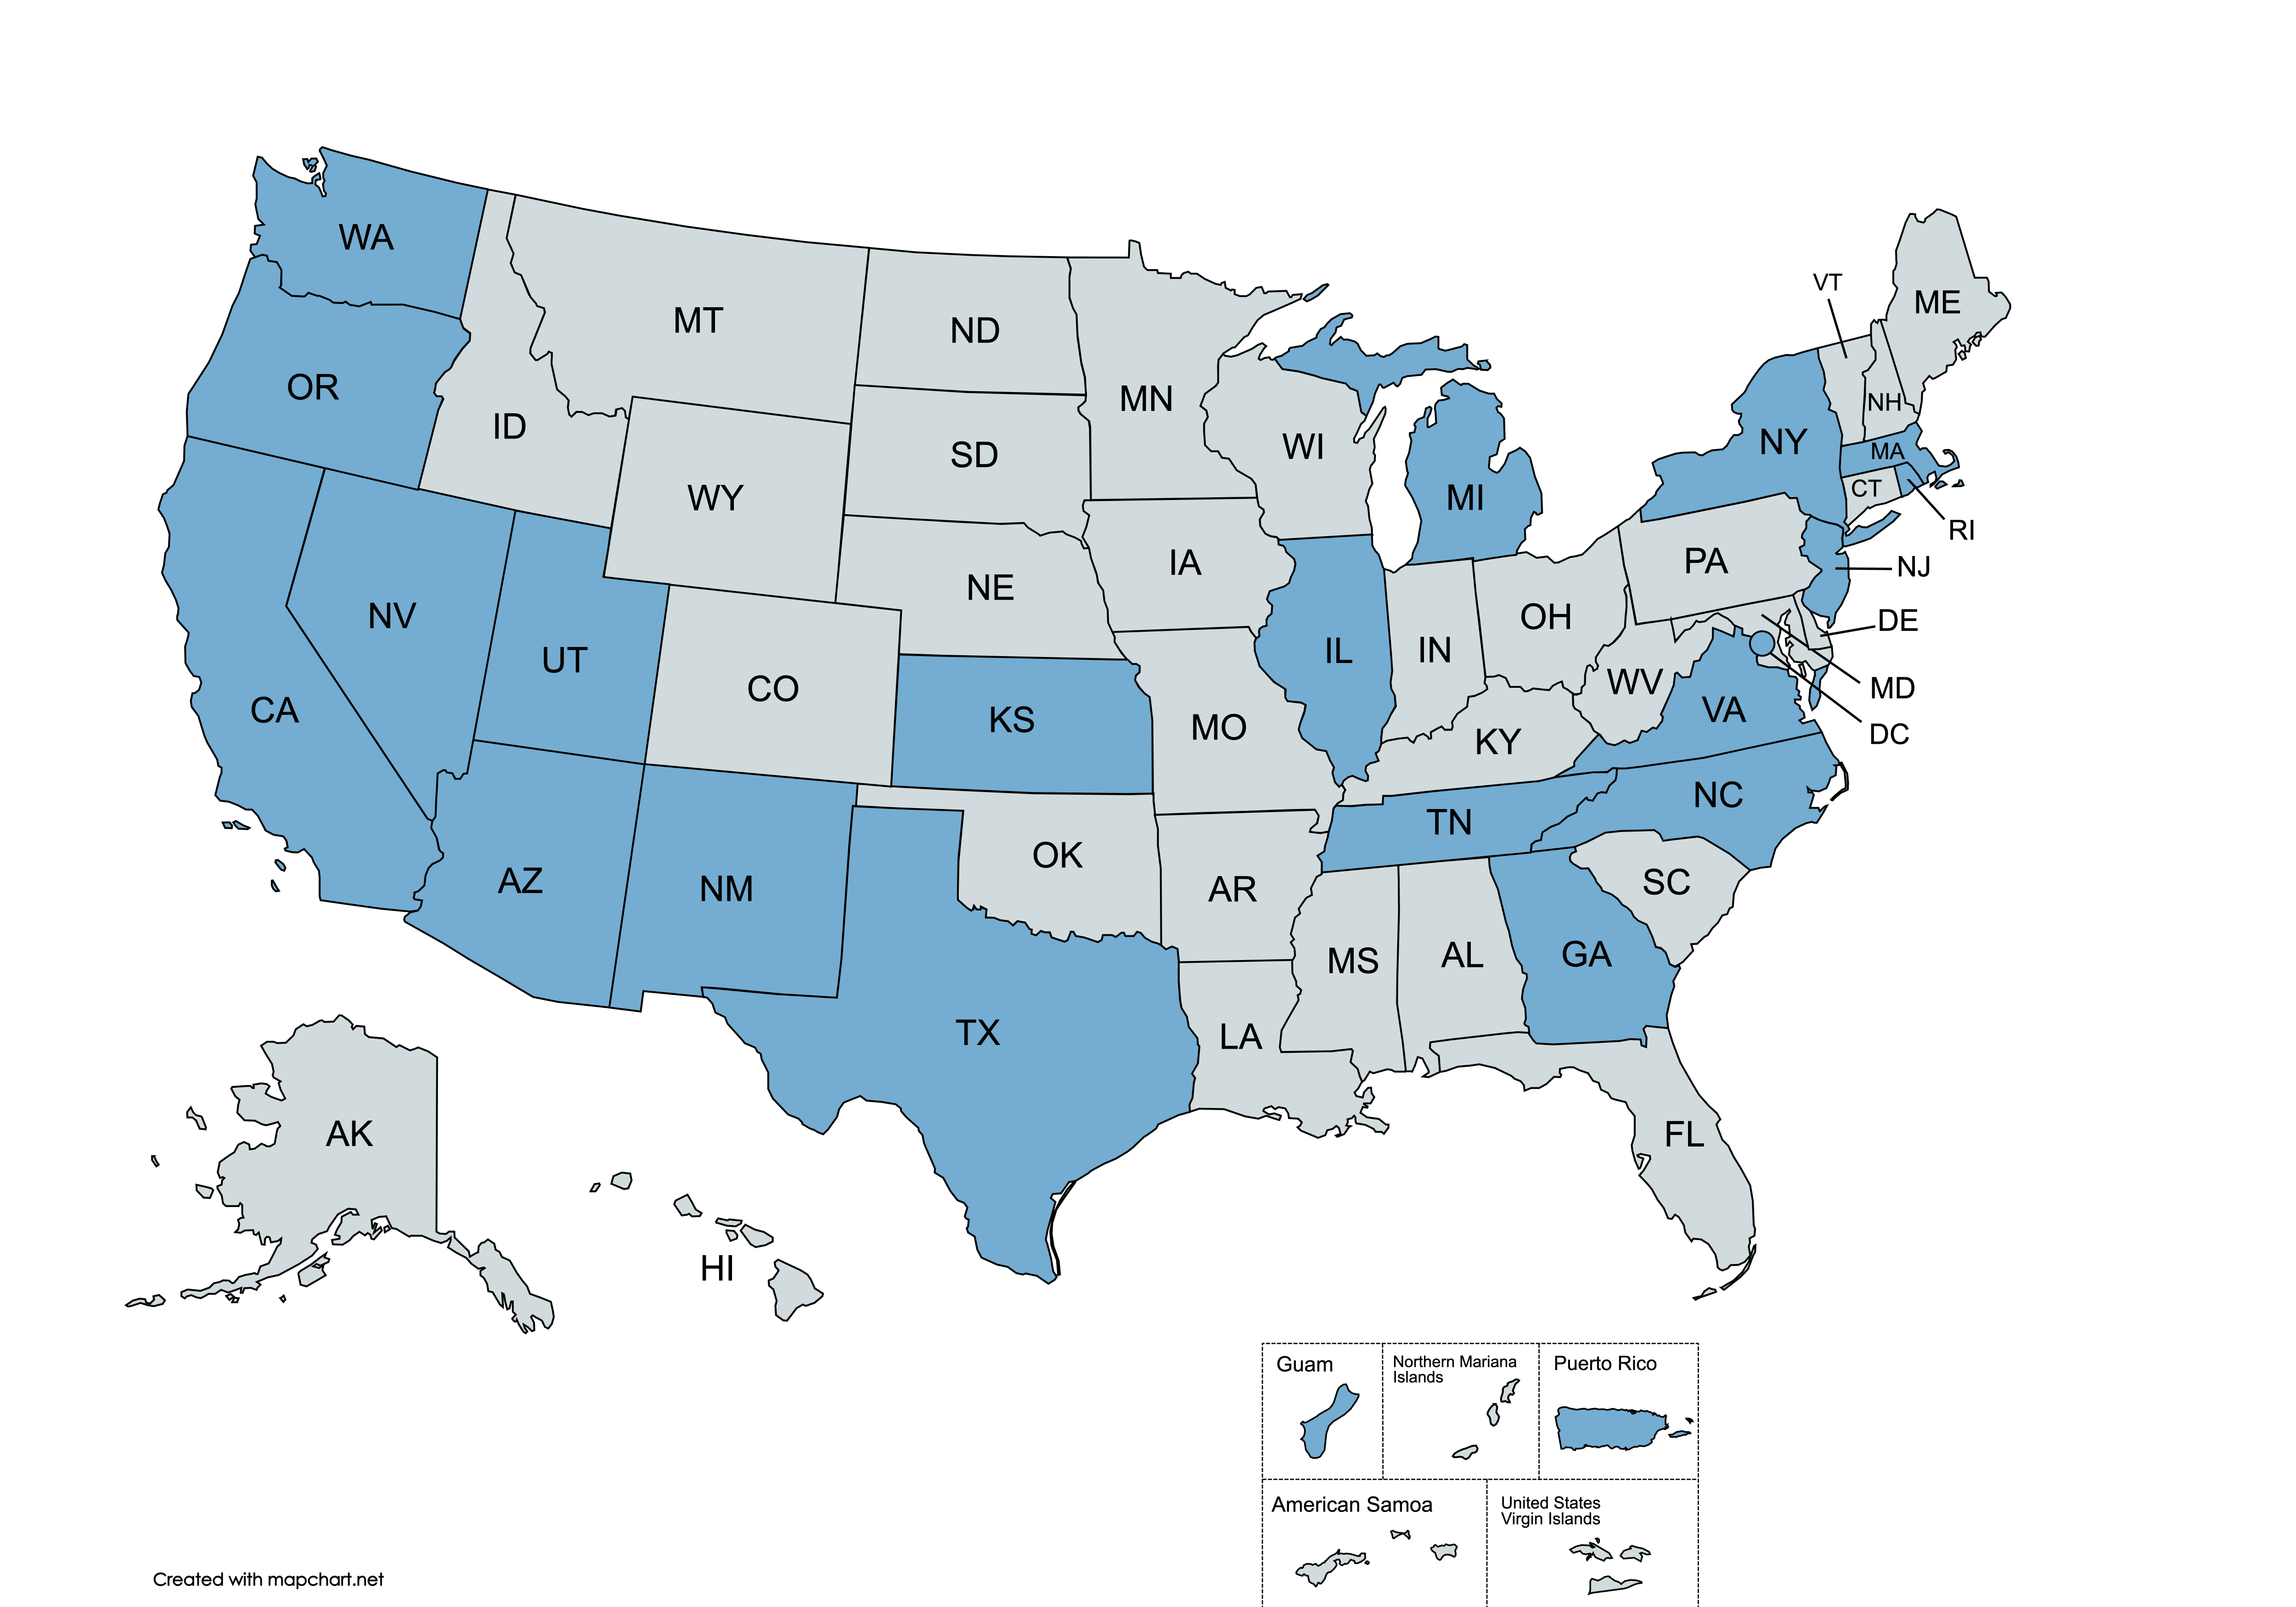 WA
VT
ME
MT
ND
OR
MN
NH
ID
NY
WI
MA
SD
CT
WY
MI
RI
PA
IA
NJ
NE
NV
OH
DE
UT
IL
IN
WV
CO
MD
CA
VA
KS
MO
DC
KY
NC
TN
OK
AZ
NM
AR
SC
GA
AL
MS
TX
LA
AK
FL
HI
Guam
Northern Mariana
Islands
Puerto Rico
American Samoa
United States
Virgin Islands
Created with mapchart.net